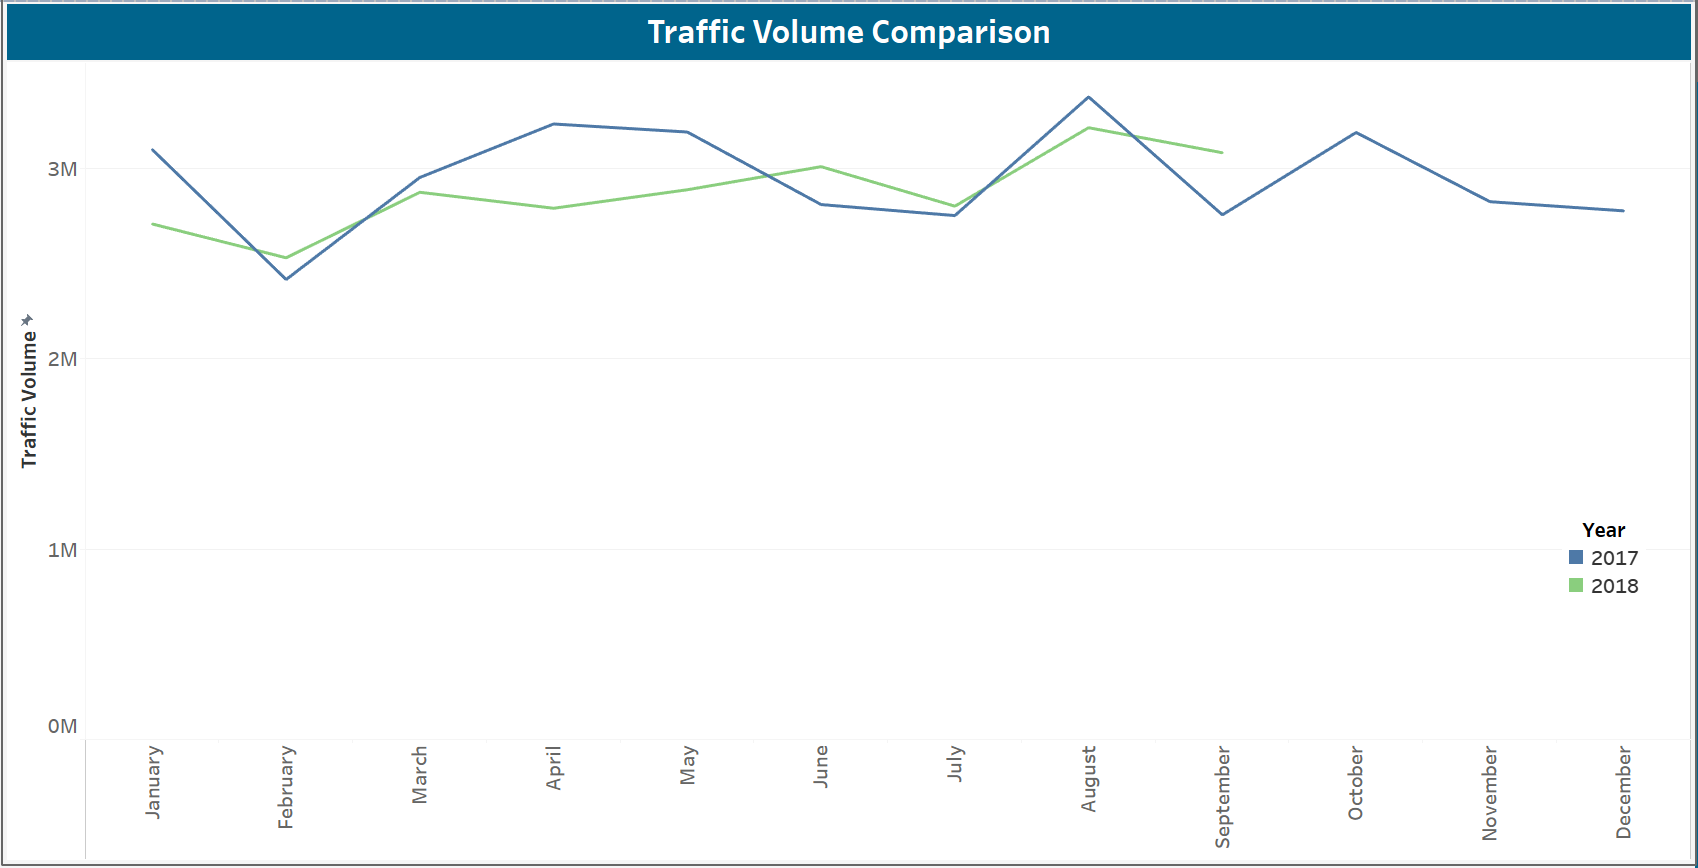 Traffic Volume Comparison
Traffic Volume
3M
2M
1M
0M
Year
2017
2018
January
February
March
April
May
June
July
August
September
October
November
December